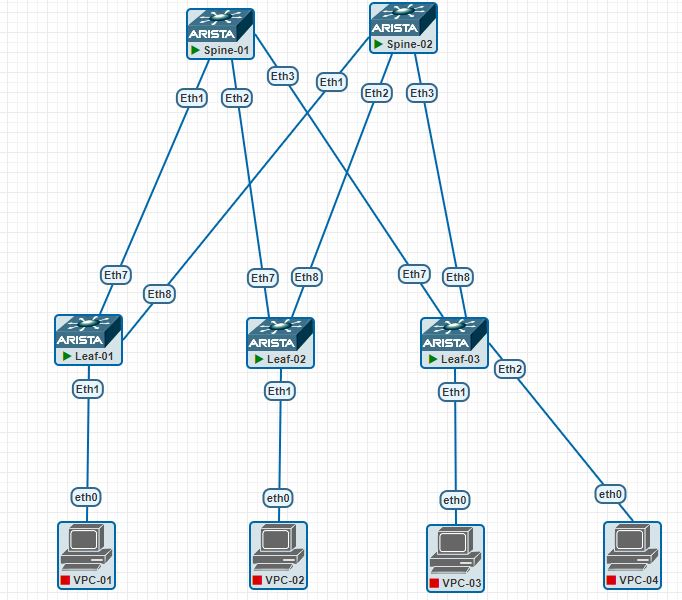 ARISTA
Spine-01
ARISTA
Spine-02
Eth1
Eth2
Eth3
Eth1
Eth2
Eth3
Eth7
Eth8
Eth7
Eth8
Eth7
Eth8
ARISTA
Leaf-01
ARISTA
Leaf-02
ARISTA
Leaf-03
Eth1
Eth1
Eth1
Eth2
eth0
eth0
eth0
eth0
VPC-01
VPC-02
VPC-03
VPC-04